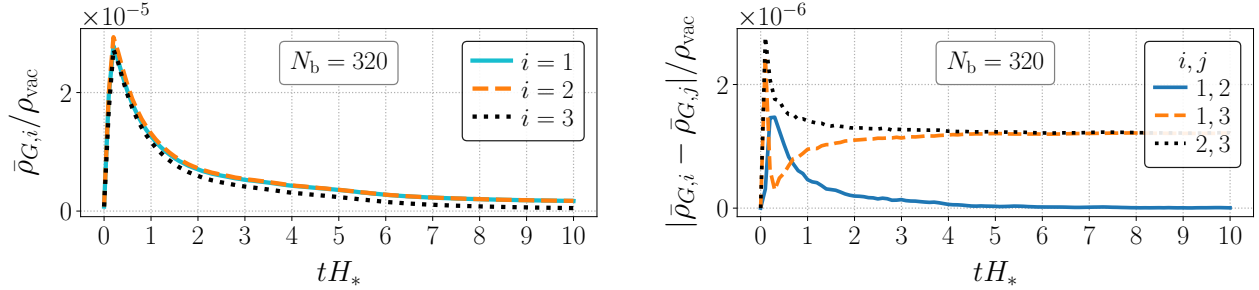 ×10⁻⁵
N_b = 320
i = 1
i = 2
i = 3
2
0
ρ̄_{G,i}/ρ_vac
0 1 2 3 4 5 6 7 8 9 10
tH_*
×10⁻⁶
N_b = 320
i, j
1, 2
1, 3
2, 3
2
0
|ρ̄_{G,i} − ρ̄_{G,j}|/ρ_vac
0 1 2 3 4 5 6 7 8 9 10
tH_*